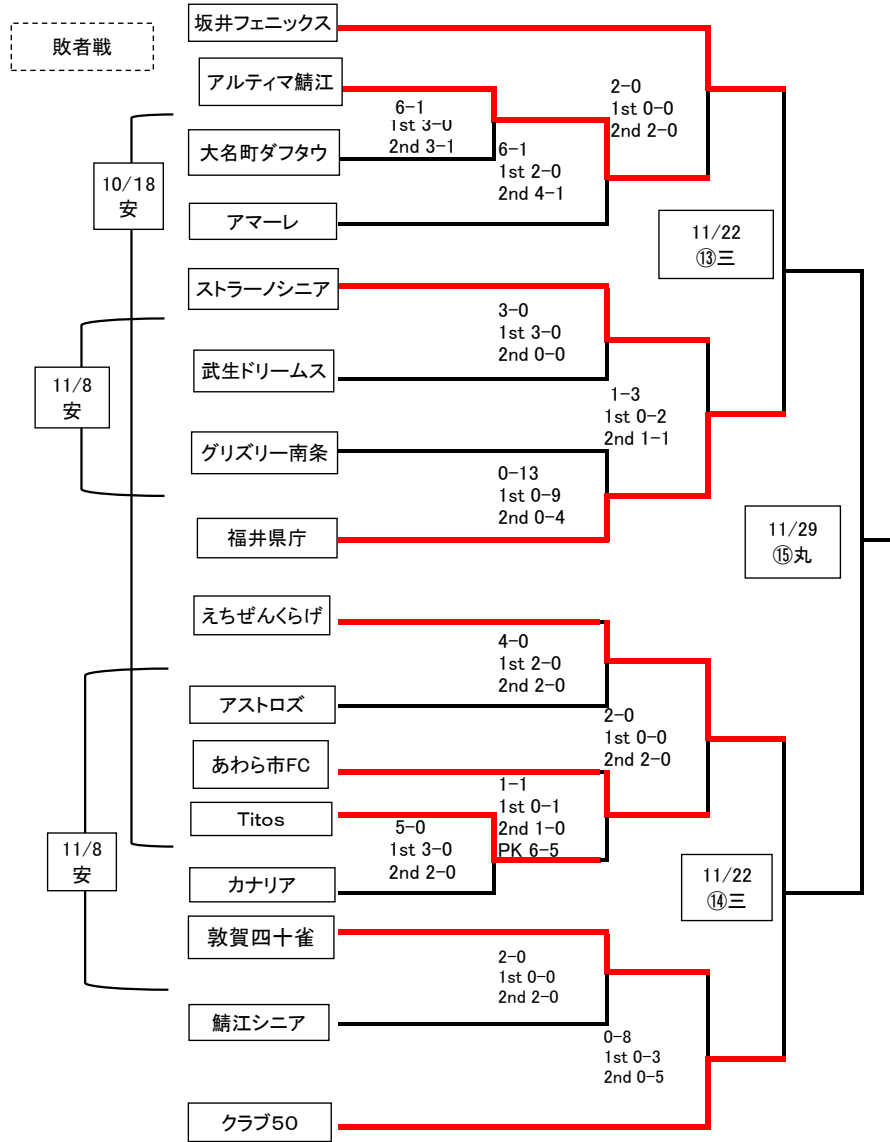 坂井フェニックス
敗者戦
アルティマ鯖江
6-1
1st 3-0
2nd 3-1
大名町ダフタウ
2-0
1st 0-0
2nd 2-0
6-1
1st 2-0
2nd 4-1
10/18
安
アマーレ
11/22
⑬三
ストラーノシニア
3-0
1st 3-0
2nd 0-0
武生ドリームス
11/8
安
1-3
1st 0-2
2nd 1-1
グリズリー南条
0-13
1st 0-9
2nd 0-4
福井県庁
11/29
⑮丸
えちぜんくらげ
4-0
1st 2-0
2nd 2-0
アストロズ
2-0
1st 0-0
2nd 2-0
あわら市FC
1-1
1st 0-1
2nd 1-0
PK 6-5
Titos
5-0
1st 3-0
2nd 2-0
11/8
安
カナリア
11/22
⑭三
敦賀四十雀
2-0
1st 0-0
2nd 2-0
鯖江シニア
0-8
1st 0-3
2nd 0-5
クラブ50